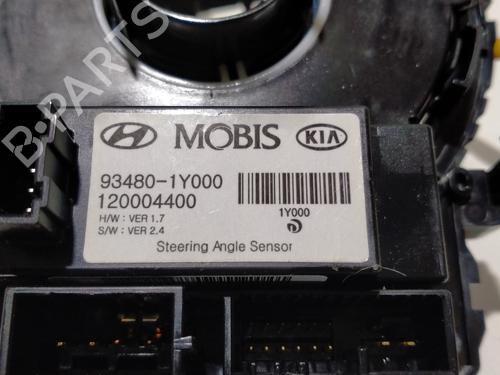 B-PARTS
MOBIS KIA
93480-1Y000
120004400
H/W : VER 1.7
S/W : VER 2.4
1Y000
Steering Angle Sensor